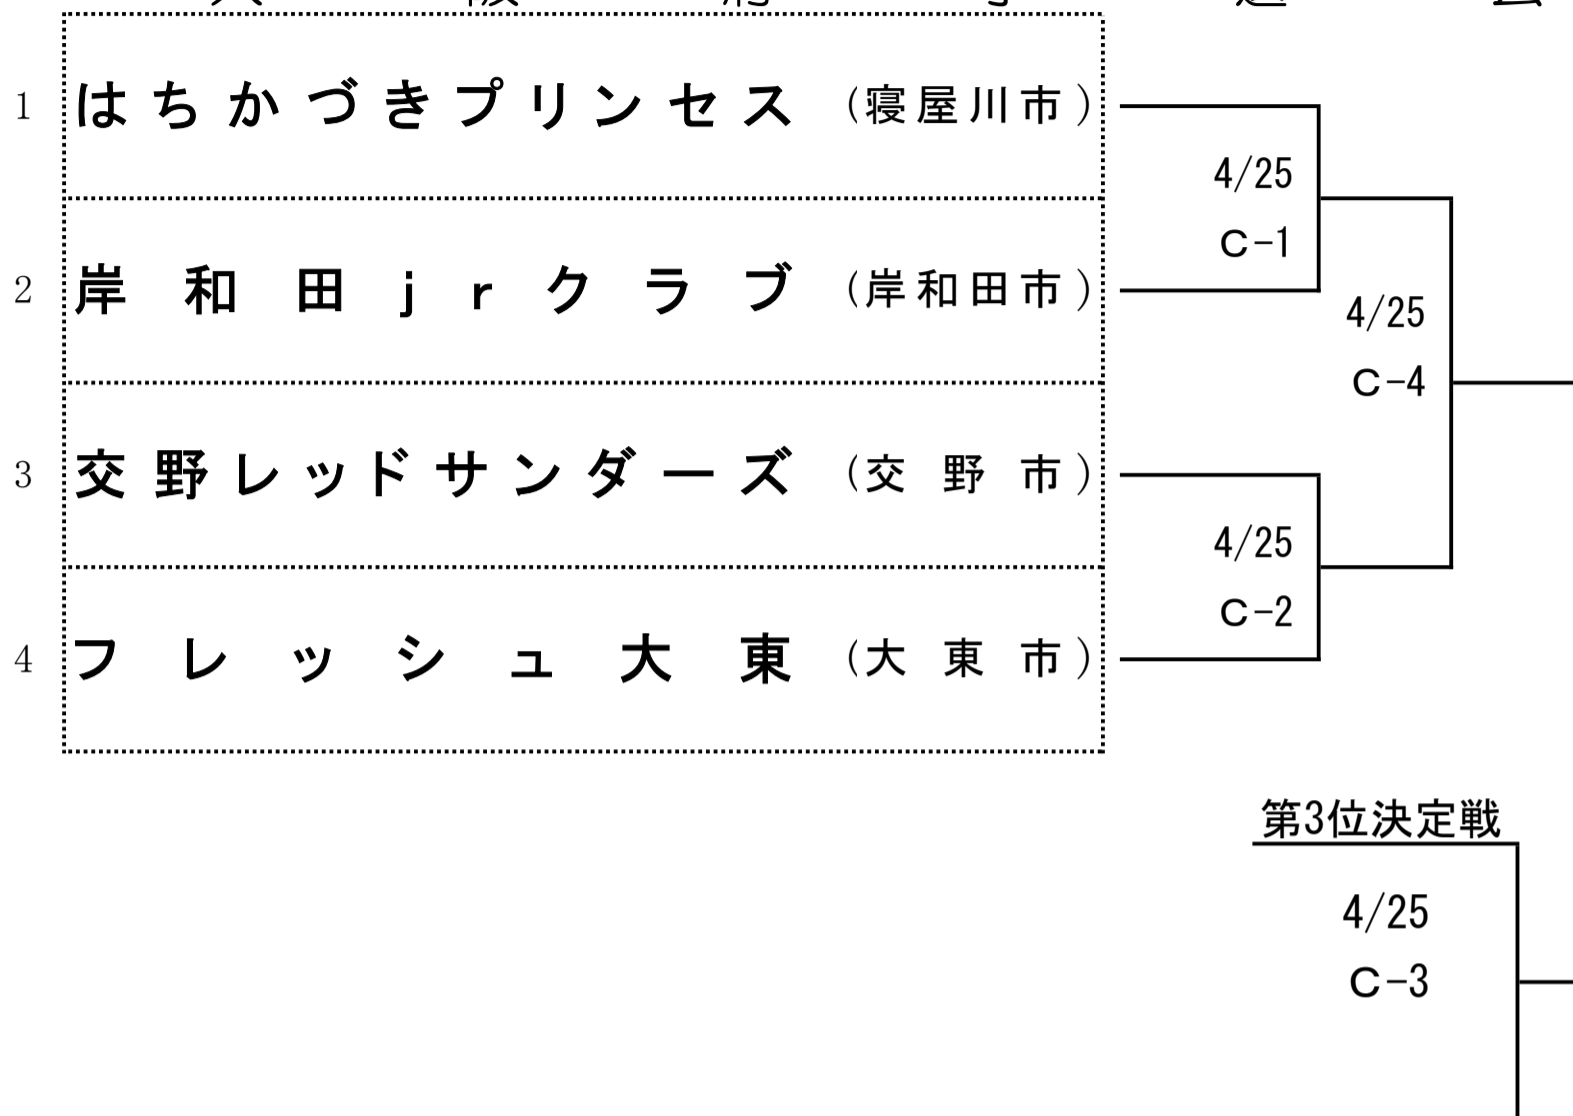 1 はちかづきプリンセス (寝屋川市)
4/25
C-1
2 岸和田jrクラブ (岸和田市)
4/25
C-4
3 交野レッドサンダーズ (交野市)
4/25
C-2
4 フレッシュ大東 (大東市)
第3位決定戦
4/25
C-3